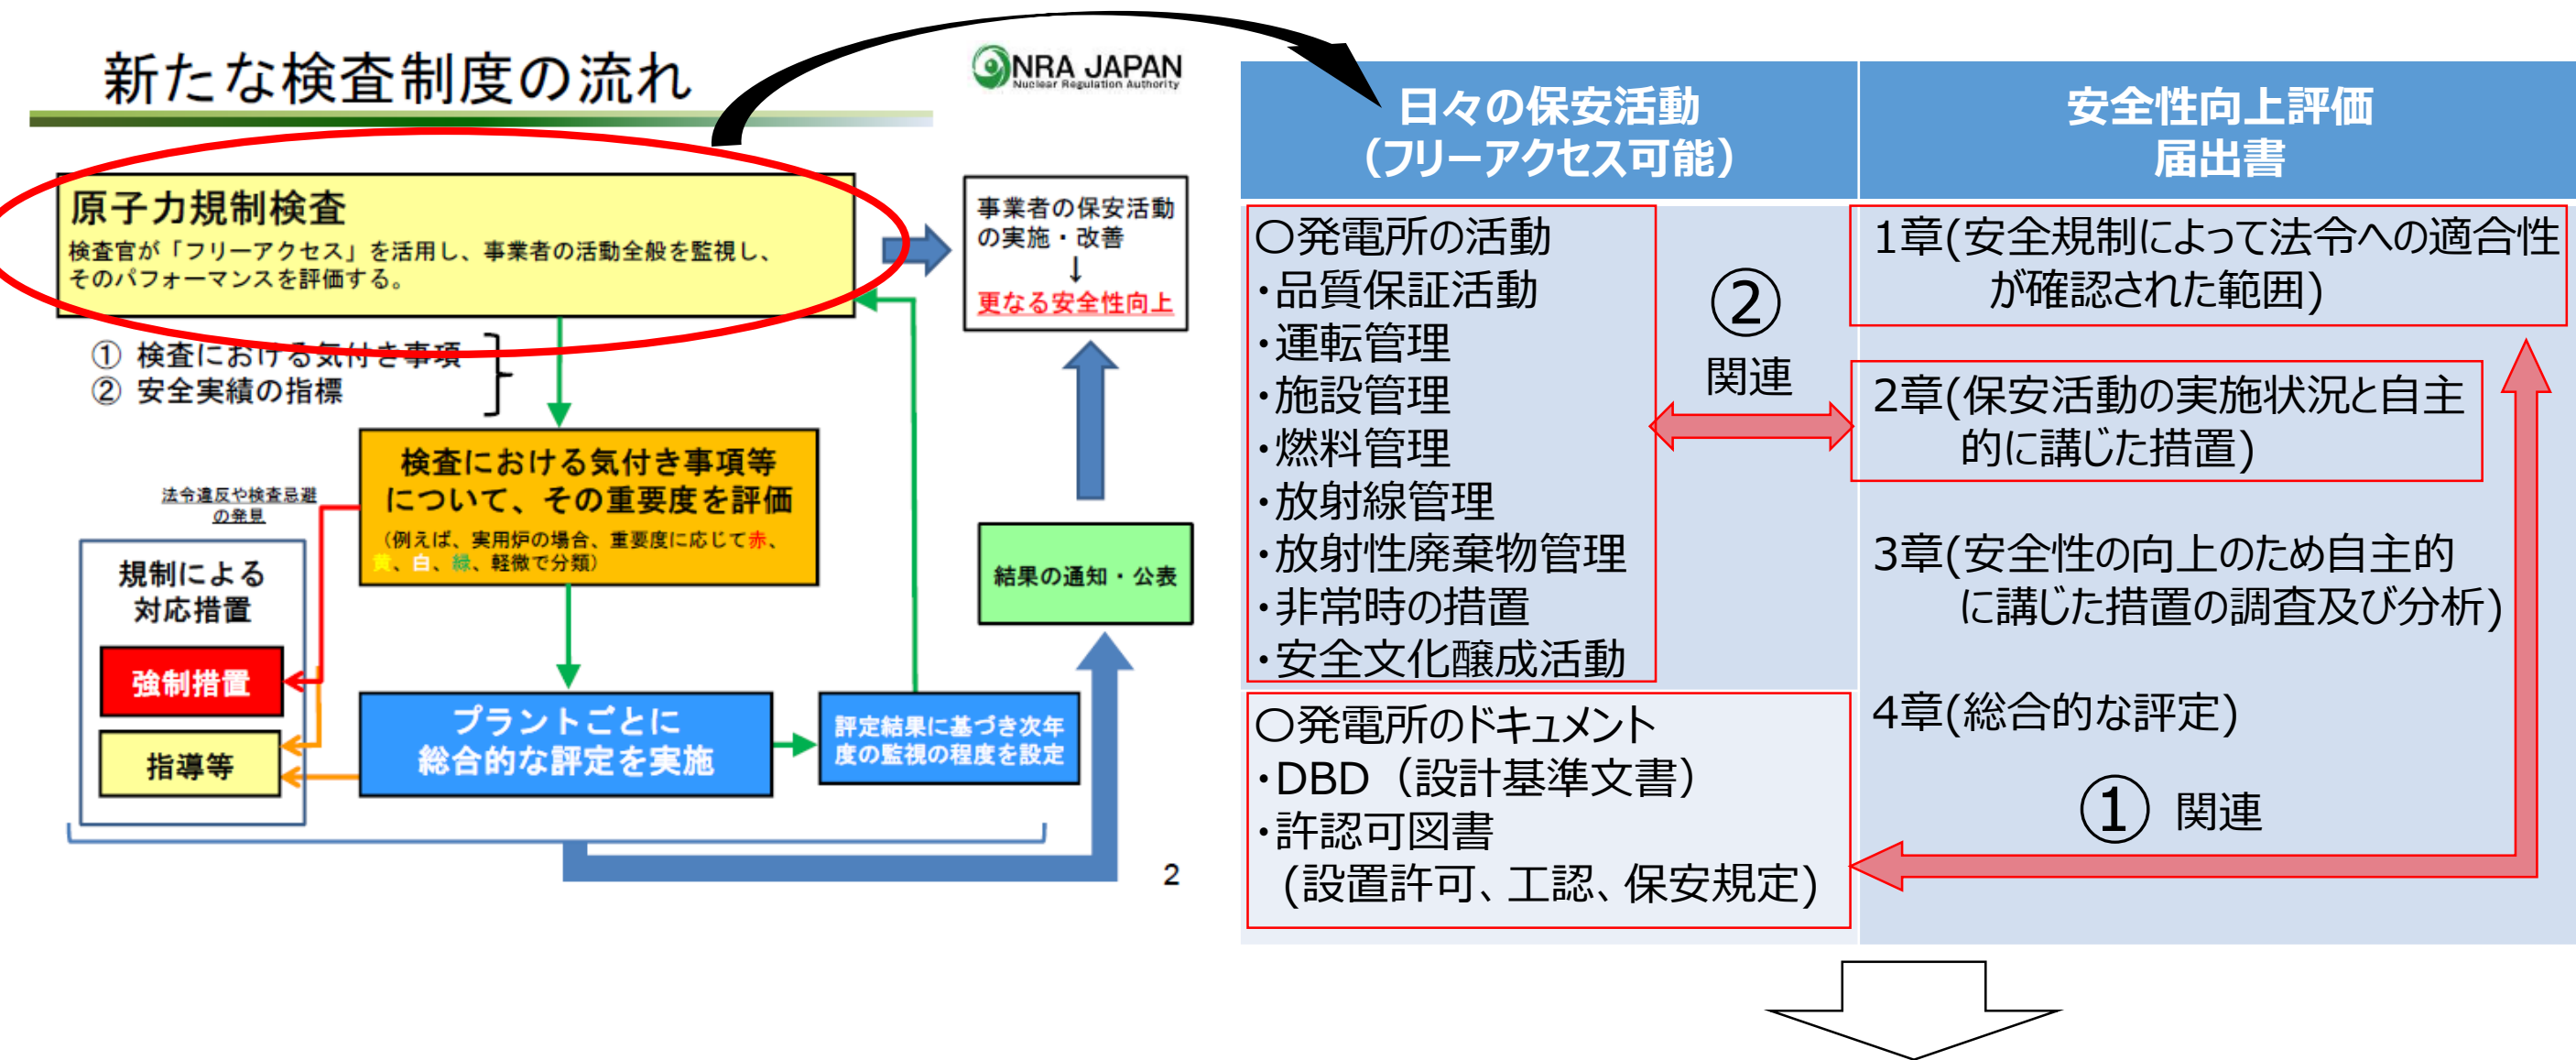 新たな検査制度の流れ
NRA JAPAN
Nuclear Regulation Authority
原子力規制検査
検査官が「フリーアクセス」を活用し、事業者の活動全般を監視し、
そのパフォーマンスを評価する。
事業者の保安活動
の実施・改善
↓
更なる安全性向上
① 検査における気付き事項
② 安全実績の指標
検査における気付き事項等
について、その重要度を評価
(例えば、実用炉の場合、重要度に応じて赤、
黄、白、緑、軽微で分類)
法令違反や検査忌避
の発見
規制による
対応措置
強制措置
指導等
プラントごとに
総合的な評定を実施
評定結果に基づき次年
度の監視の程度を設定
結果の通知・公表
2
日々の保安活動
(フリーアクセス可能)
安全性向上評価
届出書
○発電所の活動
・品質保証活動
・運転管理
・施設管理
・燃料管理
・放射線管理
・放射性廃棄物管理
・非常時の措置
・安全文化醸成活動
②
関連
○発電所のドキュメント
・DBD(設計基準文書)
・許認可図書
(設置許可、工認、保安規定)
1章(安全規制によって法令への適合性
が確認された範囲)
2章(保安活動の実施状況と自主
的に講じた措置)
3章(安全性の向上のため自主的
に講じた措置の調査及び分析)
4章(総合的な評定)
① 関連